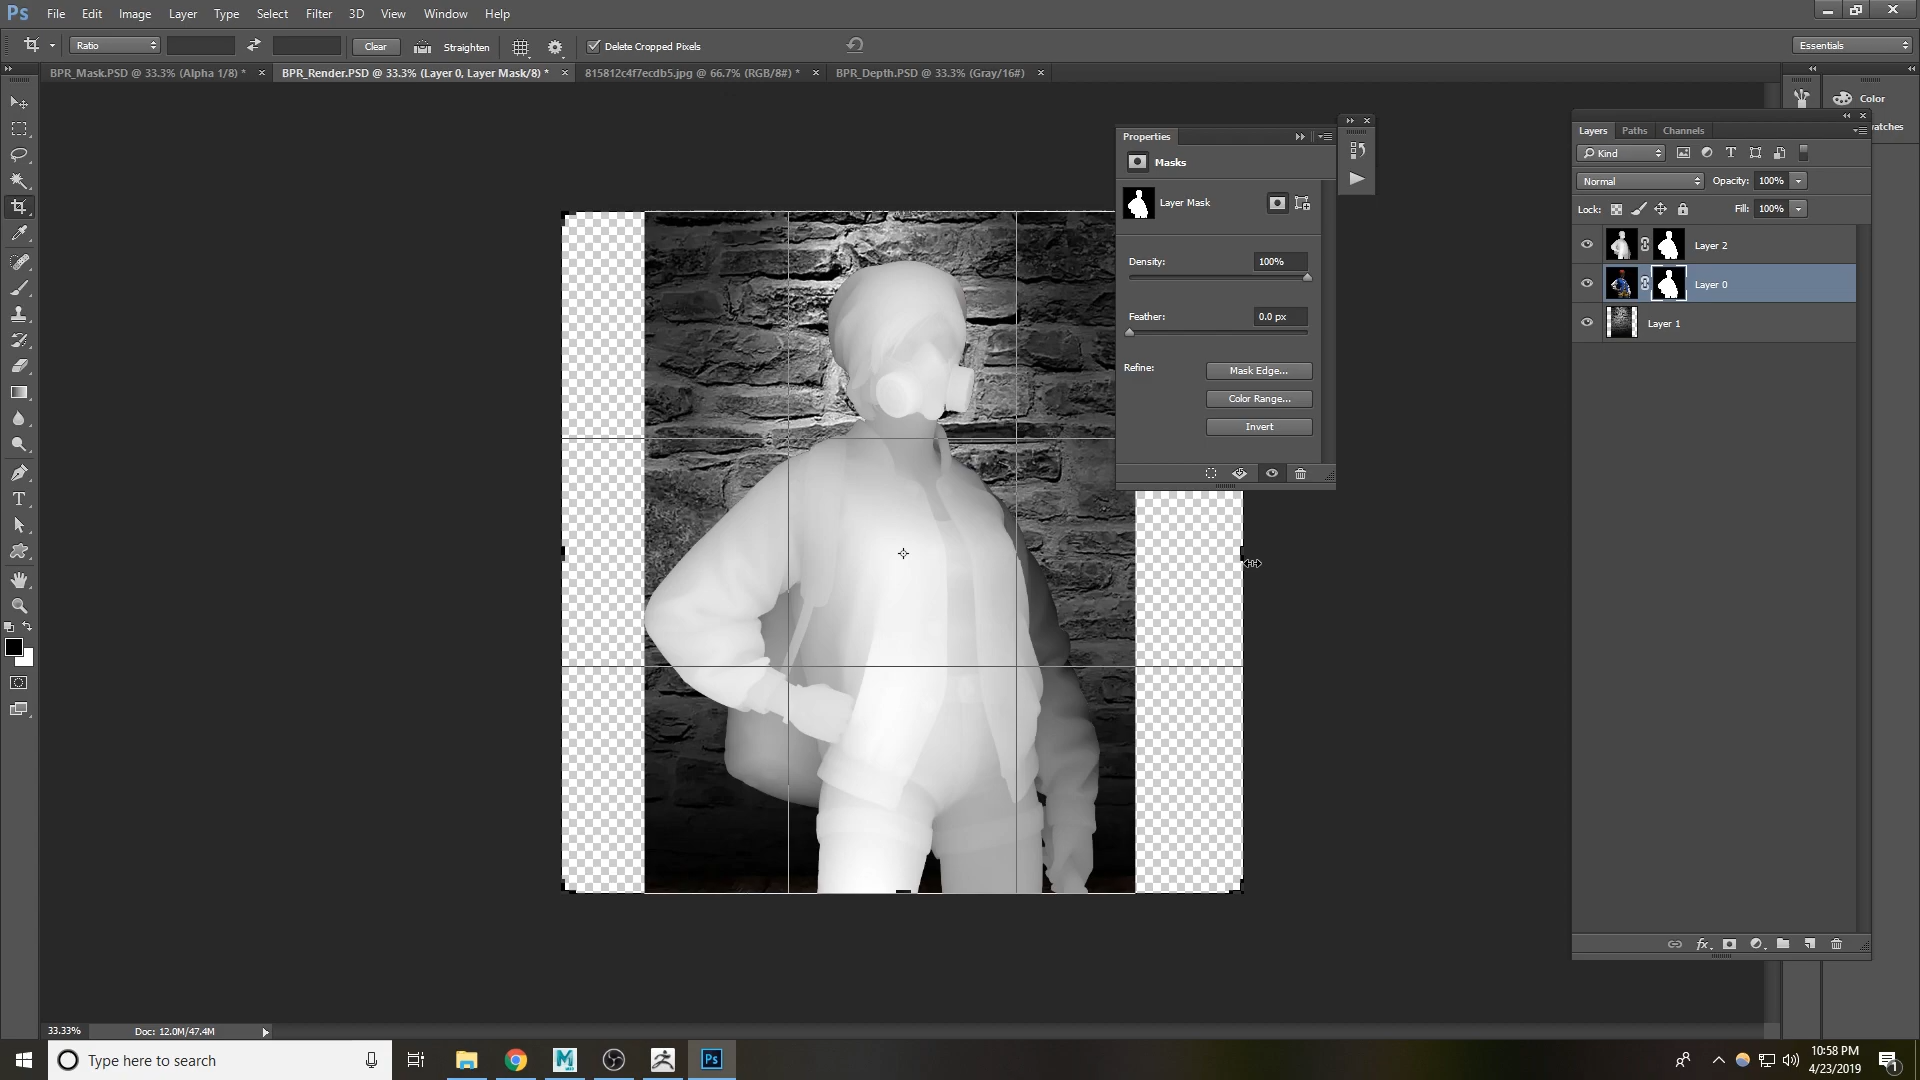 Ps File Edit Image Layer Type Select Filter 3D View Window Help
Ratio Clear Straighten Delete Cropped Pixels Essentials
BPR_Mask.PSD @ 33.3% (Alpha 1/8) * BPR_Render.PSD @ 33.3% (Layer 0, Layer Mask/8) * 815812c4f7ecdb5.jpg @ 66.7% (RGB/8#) * BPR_Depth.PSD @ 33.3% (Gray/16#)
Color
atches
Properties
Masks
Layer Mask
Density: 100%
Feather: 0.0 px
Refine: Mask Edge...
Color Range...
Invert
Layers Paths Channels
Kind
Normal Opacity: 100%
Lock: Fill: 100%
Layer 2
Layer 0
Layer 1
33.33% Doc: 12.0M/47.4M
Type here to search
Ps
10:58 PM
4/23/2019
1